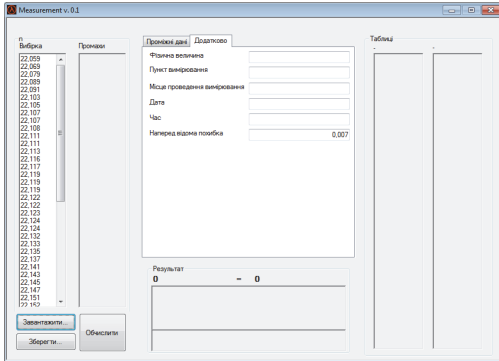 Measurement v. 0.1
n
Вибірка
Промахи
22,059
22,069
22,079
22,089
22,091
22,103
22,105
22,107
22,107
22,108
22,111
22,111
22,113
22,116
22,117
22,119
22,119
22,119
22,122
22,122
22,123
22,124
22,124
22,132
22,133
22,135
22,137
22,141
22,143
22,145
22,147
22,151
22,152
Завантажити...
Зберегти...
Обчислити
Проміжні дані
Додатково
Фізична величина
Пункт вимірювання
Місце проведення вимірювання
Дата
Час
Наперед відома похибка
0,007
Результат
0 – 0
Таблиці
- -